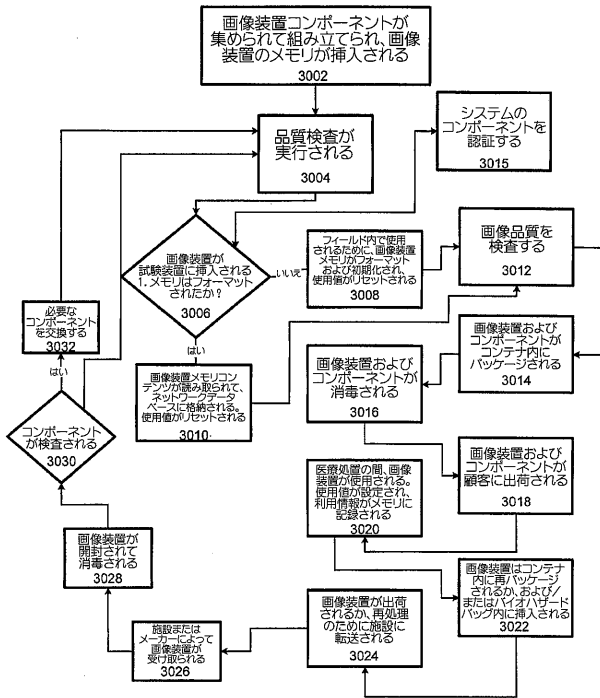 画像装置コンポーネントが
集められて組み立てられ、画像
装置のメモリが挿入される
3002
システムの
コンポーネントを
認証する
3015
品質検査が
実行される
3004
画像装置が
試験装置に挿入される
1. メモリはフォーマット
されたか?
3006
いいえ
フィールド内で使用
されるために、画像装置
メモリがフォーマット
および初期化され、
使用値がリセットされる
3008
画像品質を
検査する
3012
はい
画像装置メモリコン
テンツが読み取られて、
ネットワークデータ
ベースに格納される。
使用値がリセットされる
3010
画像装置および
コンポーネントが
コンテナ内に
パッケージされる
3014
画像装置および
コンポーネントが
消毒される
3016
画像装置および
コンポーネントが
顧客に出荷される
3018
医療処置の間、画像
装置が使用される。
使用値が設定され、
利用情報がメモリに
記録される
3020
画像装置はコンテナ
内に再パッケージ
されるか、および/
またはバイオハザード
バッグ内に挿入される
3022
画像装置が出荷
されるか、再処理
のために施設に
転送される
3024
施設または
メーカーによって
画像装置が
受け取られる
3026
画像装置が
開封されて
消毒される
3028
コンポーネント
が検査される
3030
はい
必要な
コンポーネント
を交換する
3032